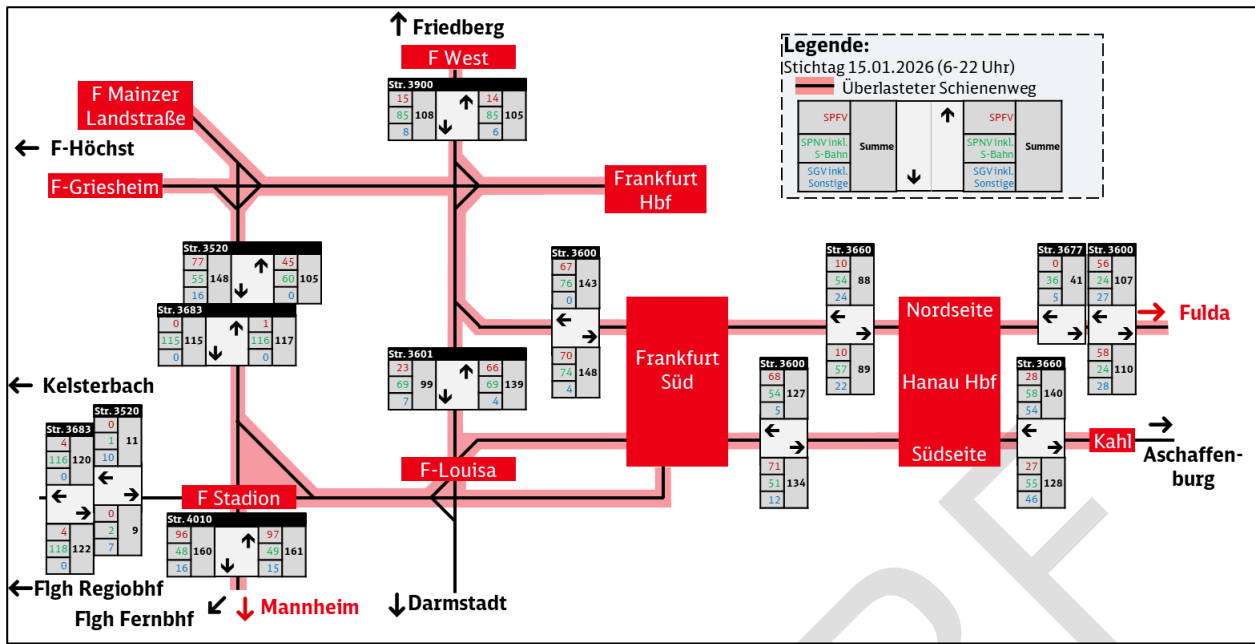 ↑ Friedberg
F West
Legende:
Stichtag 15.01.2026 (6-22 Uhr)
Überlasteter Schienenweg
SPFV
SPNV inkl. S-Bahn
SGV inkl. Sonstige
Summe
↓ ↑
SPFV
SPNV inkl. S-Bahn
SGV inkl. Sonstige
Summe
Str. 3900
15 14
85 108 85 105
8 6
F Mainzer
Landstraße
← F-Höchst
F-Griesheim
Frankfurt
Hbf
Str. 3520
77 45
55 148 60 105
16 0
Str. 3683
0 1
115 115 116 117
0 0
Str. 3600
67
76 143
0
← →
70
74 148
4
Str. 3660
10
54 88
24
← →
10
57 89
22
Str. 3677
0
36 41
5
← →
Str. 3600
56
24 107
27
← →
58
24 110
28
→
Fulda
Frankfurt
Süd
Nordseite
Hanau Hbf
Südseite
Str. 3601
23 66
69 99 69 139
7 4
Str. 3600
68
54 127
5
← →
71
51 134
12
Str. 3660
28
58 140
54
← →
27
55 128
46
Kahl
→
Aschaffen-
burg
← Kelsterbach
Str. 3683
4
116 120
0
← →
4
118 122
0
Str. 3520
0
1 11
10
← →
0
2 9
7
F-Louisa
F Stadion
Str. 4010
96 97
48 160 49 161
16 15
← Flgh Regiobhf
Flgh Fernbhf ↙
↓ Mannheim
↓ Darmstadt